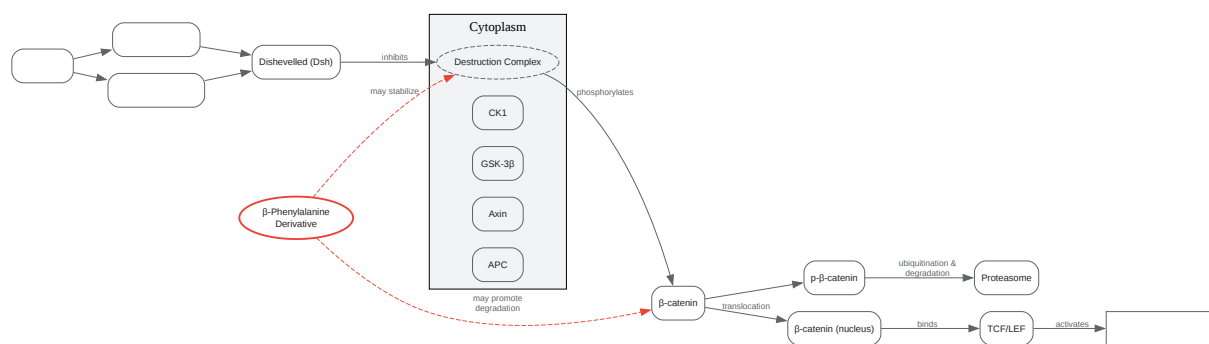 Cytoplasm
Dishevelled (Dsh)
inhibits
Destruction Complex
may stabilize
phosphorylates
CK1
GSK-3β
β-Phenylalanine
Derivative
Axin
APC
may promote
degradation
β-catenin
p-β-catenin
ubiquitination &
degradation
Proteasome
translocation
β-catenin (nucleus)
binds
TCF/LEF
activates